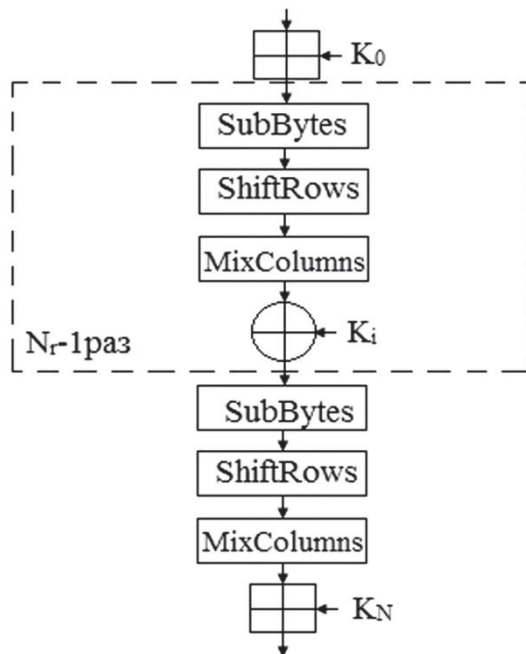 K₀
SubBytes
ShiftRows
MixColumns
Kᵢ
Nᵣ-1раз
SubBytes
ShiftRows
MixColumns
K_N